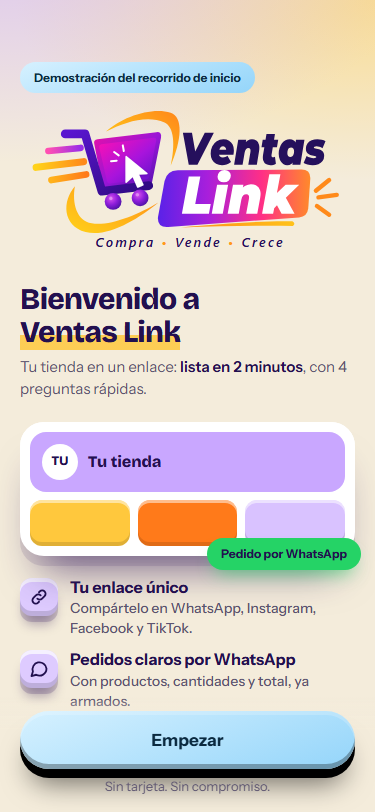 Demostración del recorrido de inicio
Ventas
Link
Compra • Vende • Crece
Bienvenido a
Ventas Link
Tu tienda en un enlace: lista en 2 minutos, con 4
preguntas rápidas.
TU
Tu tienda
Pedido por WhatsApp
Tu enlace único
Compártelo en WhatsApp, Instagram,
Facebook y TikTok.
Pedidos claros por WhatsApp
Con productos, cantidades y total, ya
armados.
Empezar
Sin tarjeta. Sin compromiso.